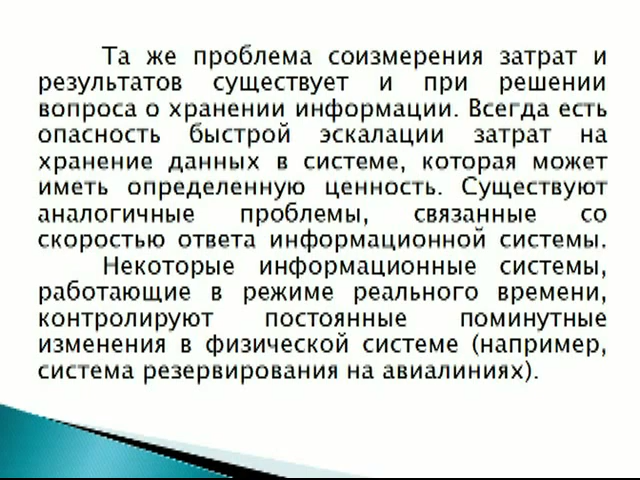 Та же проблема соизмерения затрат и
результатов существует и при решении
вопроса о хранении информации. Всегда есть
опасность быстрой эскалации затрат на
хранение данных в системе, которая может
иметь определенную ценность. Существуют
аналогичные проблемы, связанные со
скоростью ответа информационной системы.
Некоторые информационные системы,
работающие в режиме реального времени,
контролируют постоянные поминутные
изменения в физической системе (например,
система резервирования на авиалиниях).